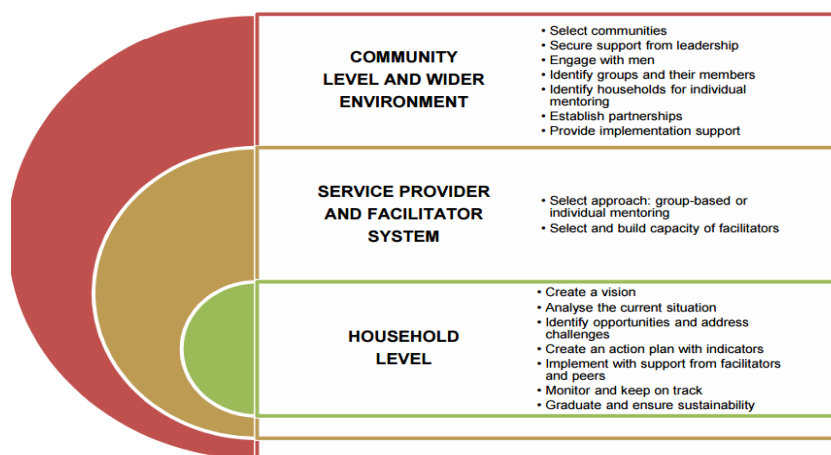 COMMUNITY
LEVEL AND WIDER
ENVIRONMENT
• Select communities
• Secure support from leadership
• Engage with men
• Identify groups and their members
• Identify households for individual
mentoring
• Establish partnerships
• Provide implementation support
SERVICE PROVIDER
AND FACILITATOR
SYSTEM
• Select approach: group-based or
individual mentoring
• Select and build capacity of facilitators
HOUSEHOLD
LEVEL
• Create a vision
• Analyse the current situation
• Identify opportunities and address
challenges
• Create an action plan with indicators
• Implement with support from facilitators
and peers
• Monitor and keep on track
• Graduate and ensure sustainability